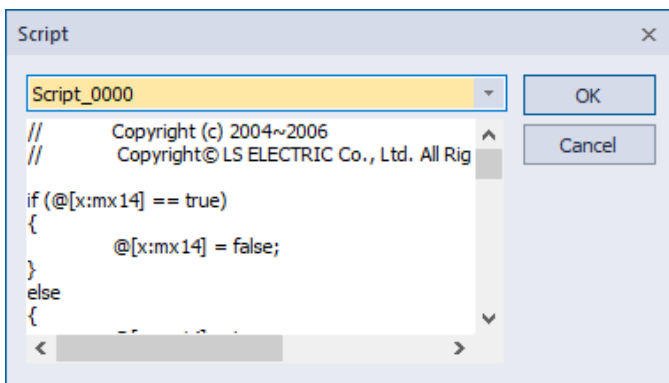 Script
Script_0000
OK
Cancel
// Copyright (c) 2004~2006
// Copyright© LS ELECTRIC Co., Ltd. All Rig
if (@[x:mx14] == true)
{
@[x:mx14] = false;
}
else
{